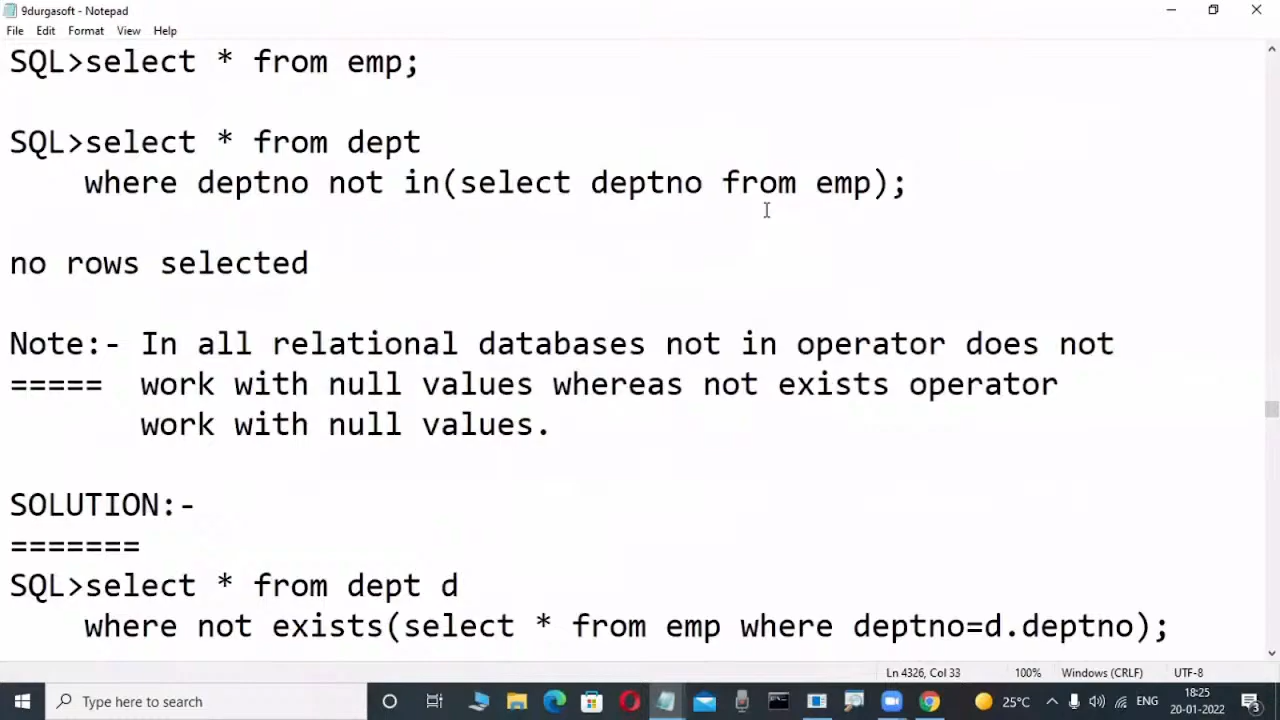 9durgasoft - Notepad
File Edit Format View Help
SQL>select * from emp;
SQL>select * from dept
where deptno not in(select deptno from emp);
no rows selected
Note:- In all relational databases not in operator does not
===== work with null values whereas not exists operator
work with null values.
SOLUTION:-
=======
SQL>select * from dept d
where not exists(select * from emp where deptno=d.deptno);
Ln 4326, Col 33 100% Windows (CRLF) UTF-8
Type here to search 25°C ENG 18:25
20-01-2022 3